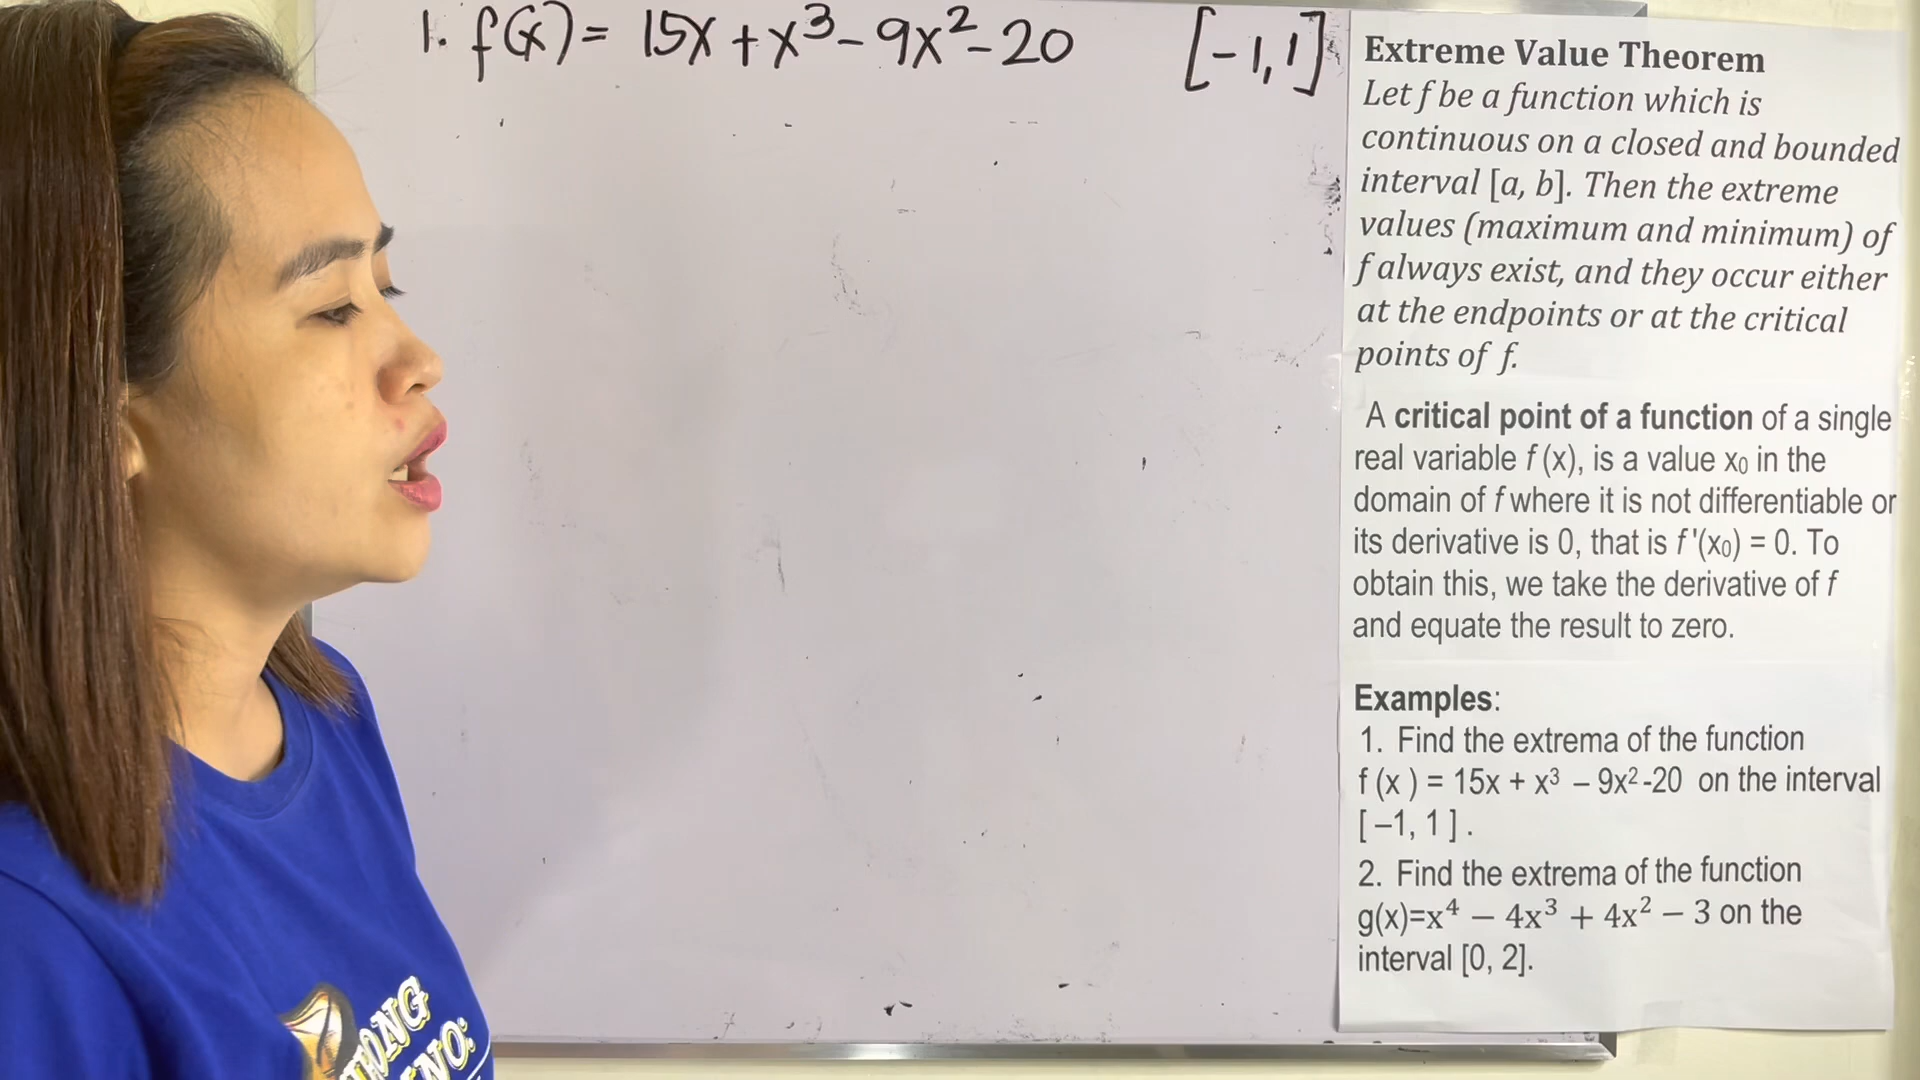 1. f(x) = 15x + x³ - 9x² - 20 [-1, 1]
Extreme Value Theorem
Let f be a function which is
continuous on a closed and bounded
interval [a, b]. Then the extreme
values (maximum and minimum) of
f always exist, and they occur either
at the endpoints or at the critical
points of f.
A critical point of a function of a single
real variable f (x), is a value x₀ in the
domain of f where it is not differentiable or
its derivative is 0, that is f '(x₀) = 0. To
obtain this, we take the derivative of f
and equate the result to zero.
Examples:
1. Find the extrema of the function
f (x ) = 15x + x³ – 9x² -20 on the interval
[ –1, 1 ] .
2. Find the extrema of the function
g(x)=x⁴ − 4x³ + 4x² − 3 on the
interval [0, 2].